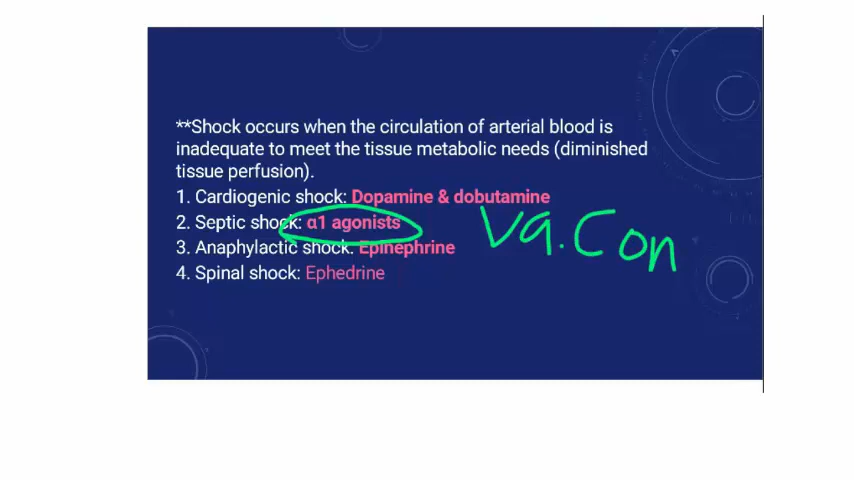 **Shock occurs when the circulation of arterial blood is
inadequate to meet the tissue metabolic needs (diminished
tissue perfusion).
1. Cardiogenic shock: Dopamine & dobutamine
2. Septic shock: α1 agonists
3. Anaphylactic shock: Epinephrine
4. Spinal shock: Ephedrine
Va.Con